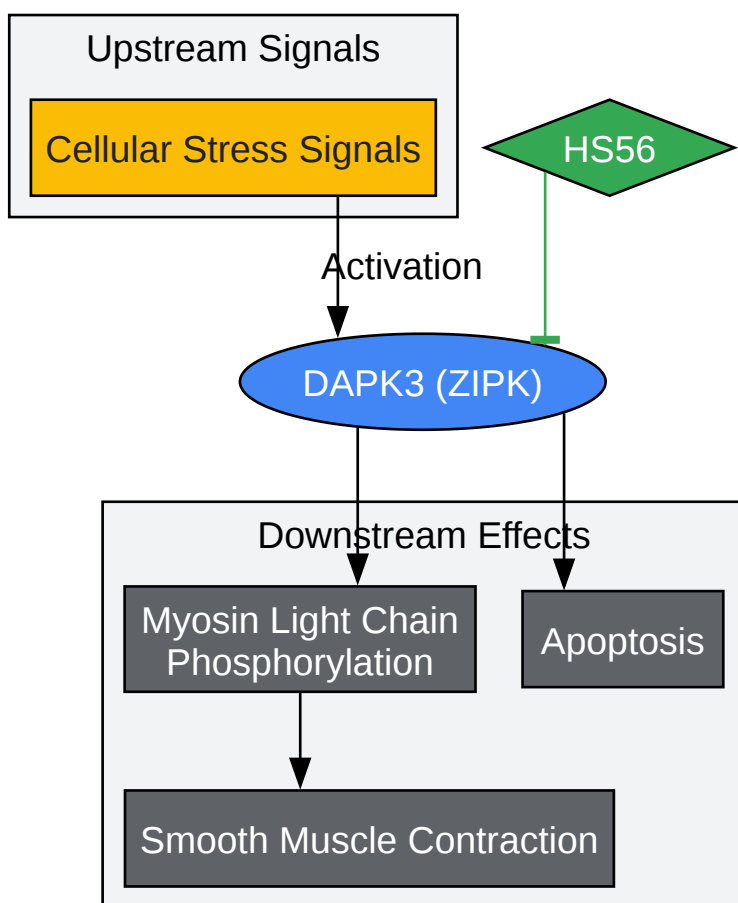 Upstream Signals
Cellular Stress Signals
HS56
Activation
DAPK3 (ZIPK)
Downstream Effects
Myosin Light Chain
Phosphorylation
Apoptosis
Smooth Muscle Contraction